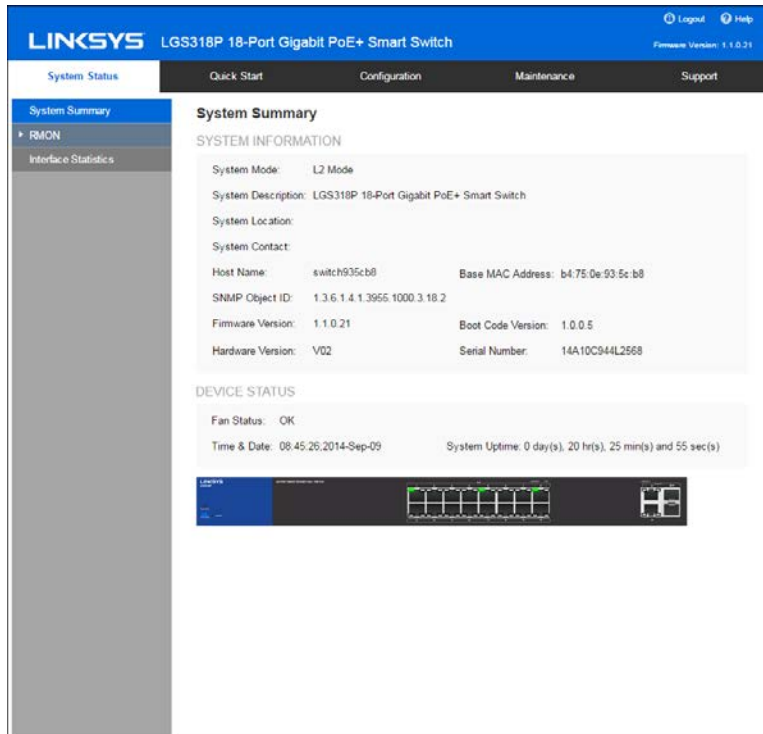 Logout Help
LINKSYS LGS318P 18-Port Gigabit PoE+ Smart Switch
Firmware Version: 1.1.0.21
System Status Quick Start Configuration Maintenance Support
System Summary
RMON
Interface Statistics
System Summary
SYSTEM INFORMATION
System Mode: L2 Mode
System Description: LGS318P 18-Port Gigabit PoE+ Smart Switch
System Location:
System Contact:
Host Name: switch935cb8 Base MAC Address: b4:75:0e:93:5c:b8
SNMP Object ID: 1.3.6.1.4.1.3955.1000.3.18.2
Firmware Version: 1.1.0.21 Boot Code Version: 1.0.0.5
Hardware Version: V02 Serial Number: 14A10C944L2568
DEVICE STATUS
Fan Status: OK
Time & Date: 08:45:26;2014-Sep-09 System Uptime: 0 day(s), 20 hr(s), 25 min(s) and 55 sec(s)
LINKSYS